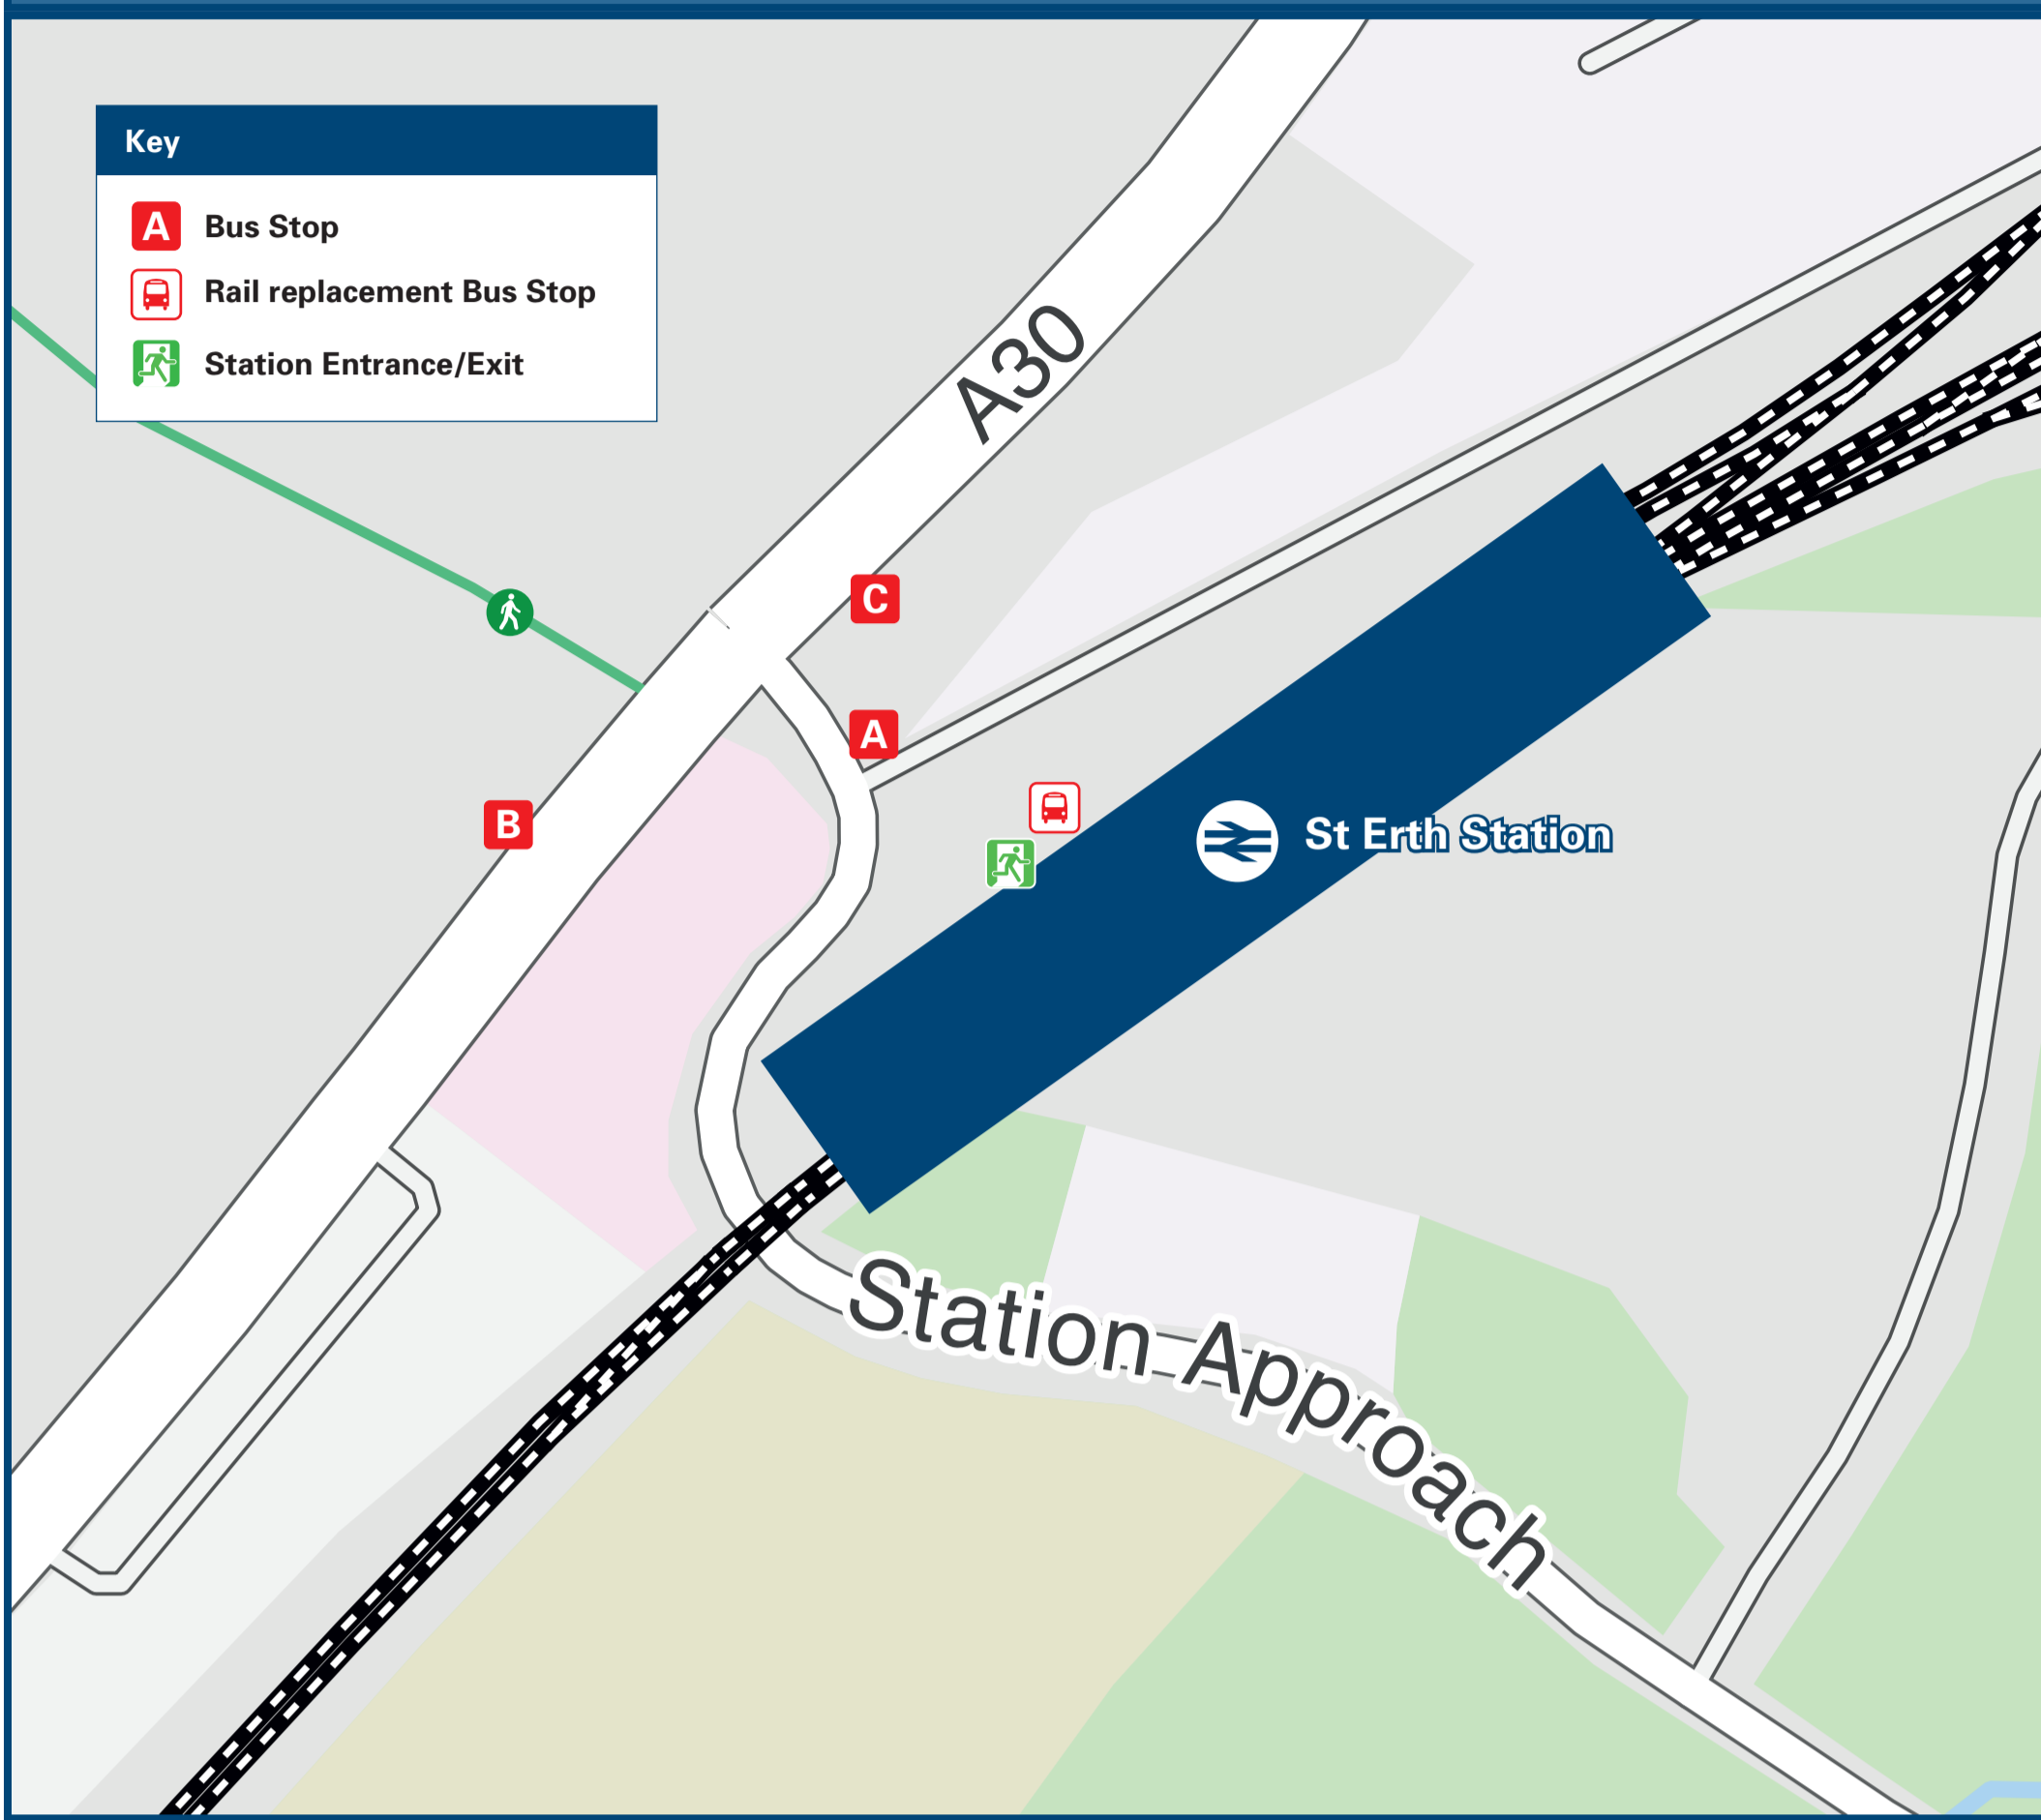 Key
A Bus Stop
Rail replacement Bus Stop
Station Entrance/Exit
A30
C
A
B
St Erth Station
Station Approach